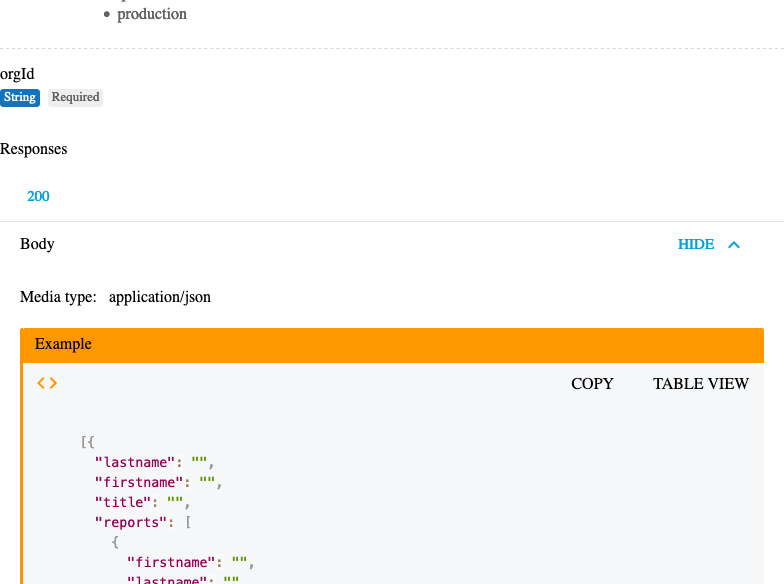 production
orgId
String Required
Responses
200
Body HIDE
Media type: application/json
Example
<> COPY TABLE VIEW
[{
"lastname": "",
"firstname": "",
"title": "",
"reports": [
{
"firstname": "",
"lastname": ""